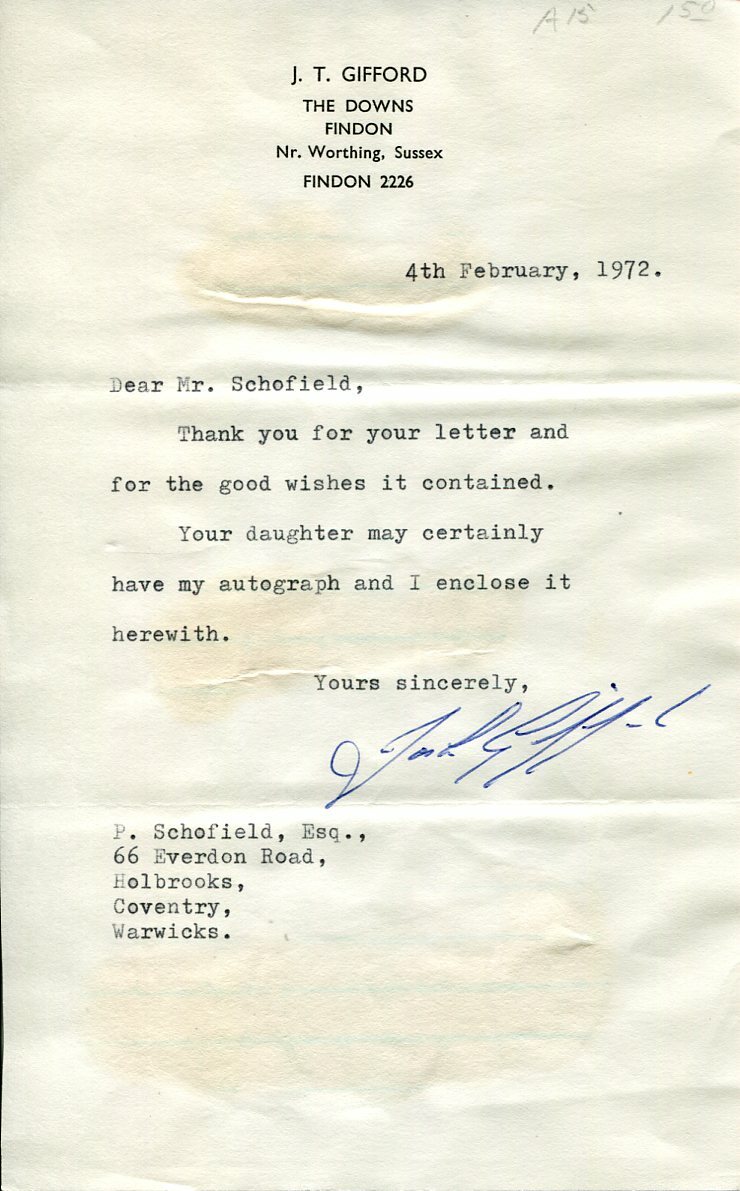 A15 150
J. T. GIFFORD
THE DOWNS
FINDON
Nr. Worthing, Sussex
FINDON 2226
4th February, 1972.
Dear Mr. Schofield,
Thank you for your letter and
for the good wishes it contained.
Your daughter may certainly
have my autograph and I enclose it
herewith.
Yours sincerely,
Josh Gifford
P. Schofield, Esq.,
66 Everdon Road,
Holbrooks,
Coventry,
Warwicks.